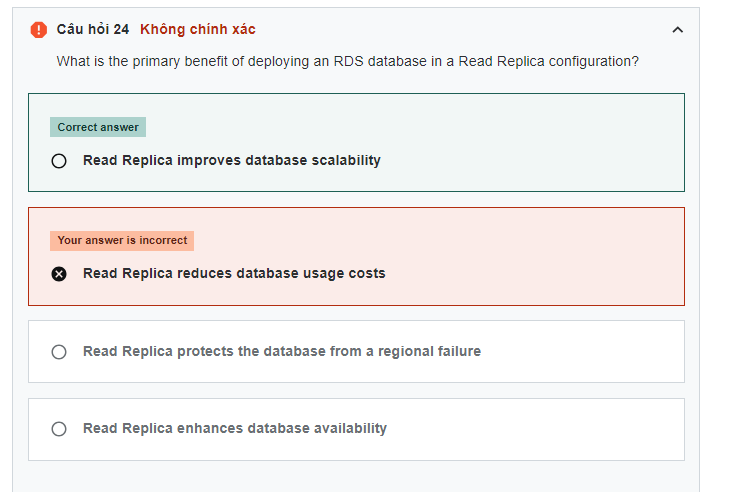 Câu hỏi 24 Không chính xác
What is the primary benefit of deploying an RDS database in a Read Replica configuration?
Correct answer
Read Replica improves database scalability
Your answer is incorrect
Read Replica reduces database usage costs
Read Replica protects the database from a regional failure
Read Replica enhances database availability